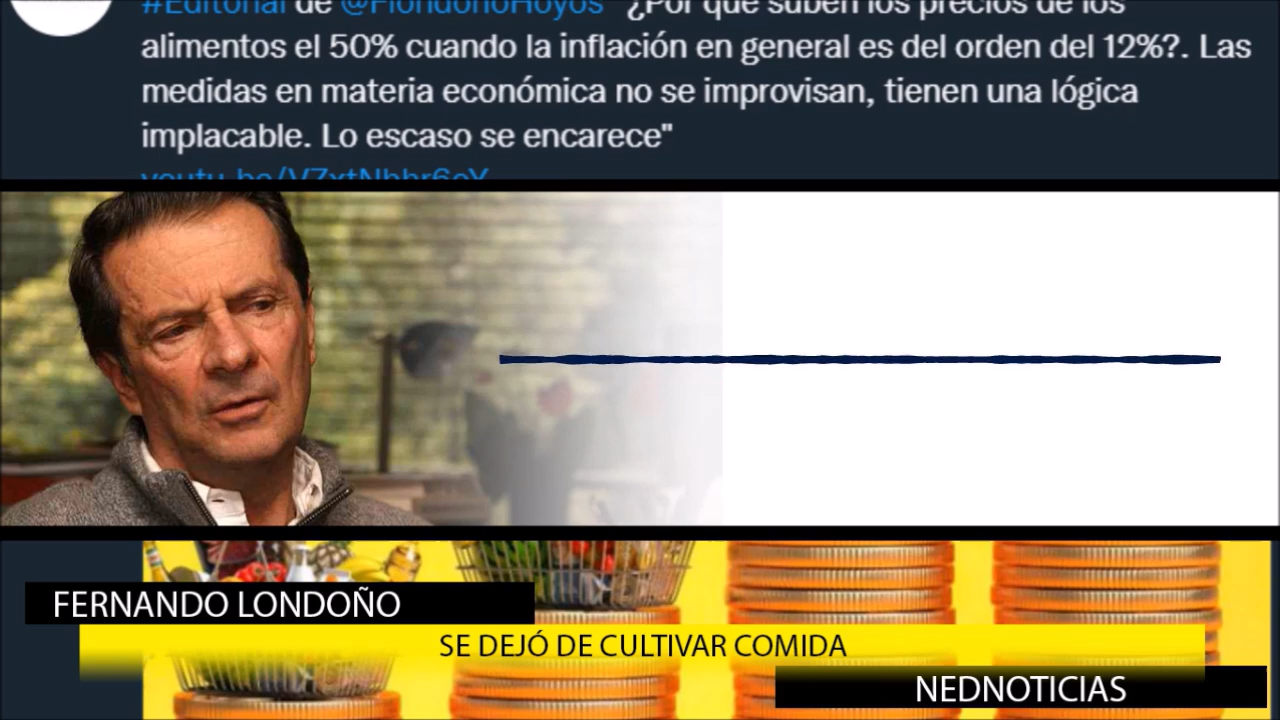 #Editorial de @FlondonoHoyos "¿Por qué suben los precios de los
alimentos el 50% cuando la inflación en general es del orden del 12%?. Las
medidas en materia económica no se improvisan, tienen una lógica
implacable. Lo escaso se encarece"
FERNANDO LONDOÑO
SE DEJÓ DE CULTIVAR COMIDA
NEDNOTICIAS